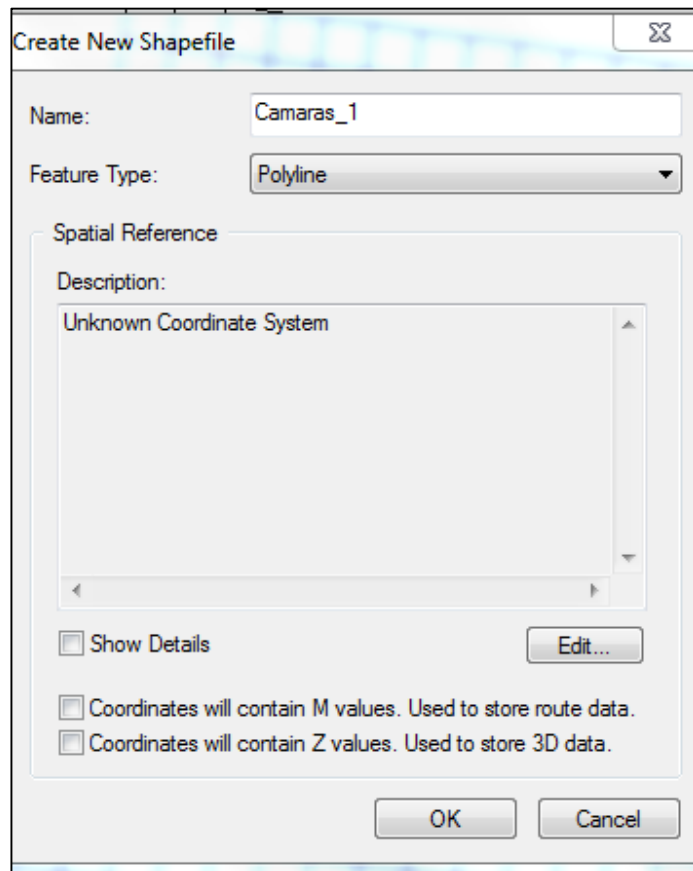 Create New Shapefile
Name:
Camaras_1
Feature Type:
Polyline
Spatial Reference
Description:
Unknown Coordinate System
Show Details
Edit...
Coordinates will contain M values. Used to store route data.
Coordinates will contain Z values. Used to store 3D data.
OK
Cancel